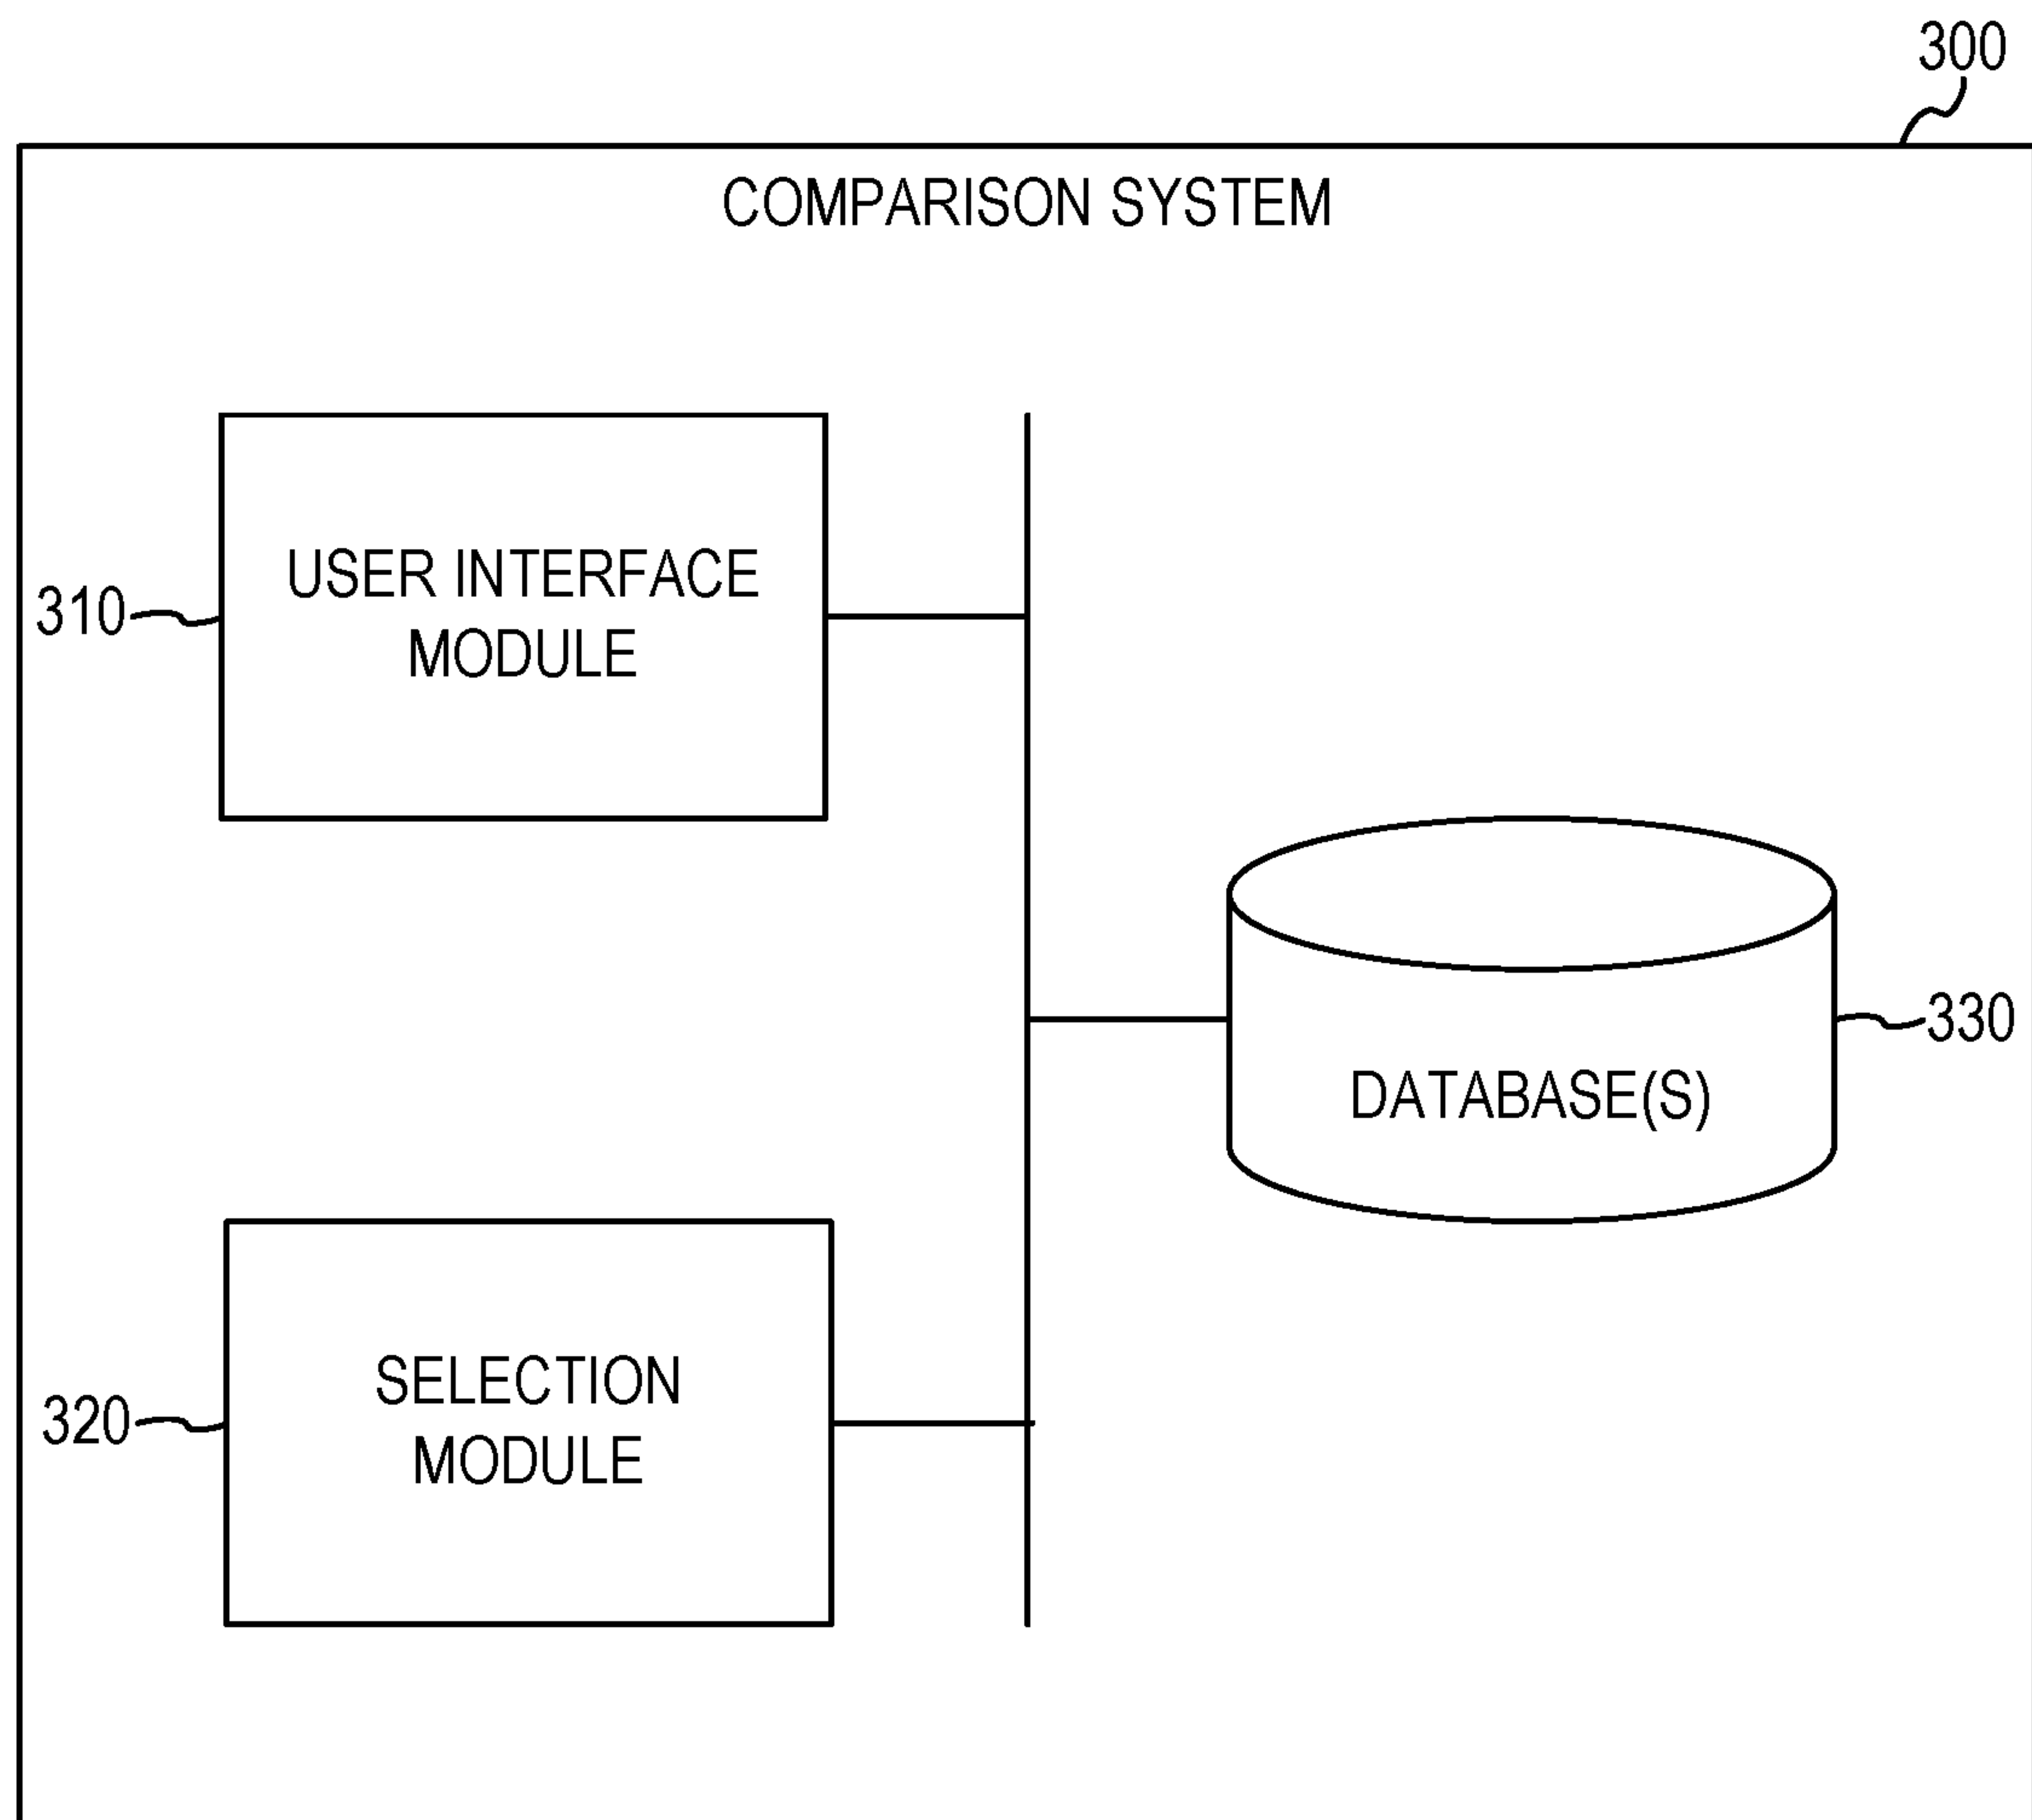 300
COMPARISON SYSTEM
310
USER INTERFACE
MODULE
330
DATABASE(S)
320
SELECTION
MODULE